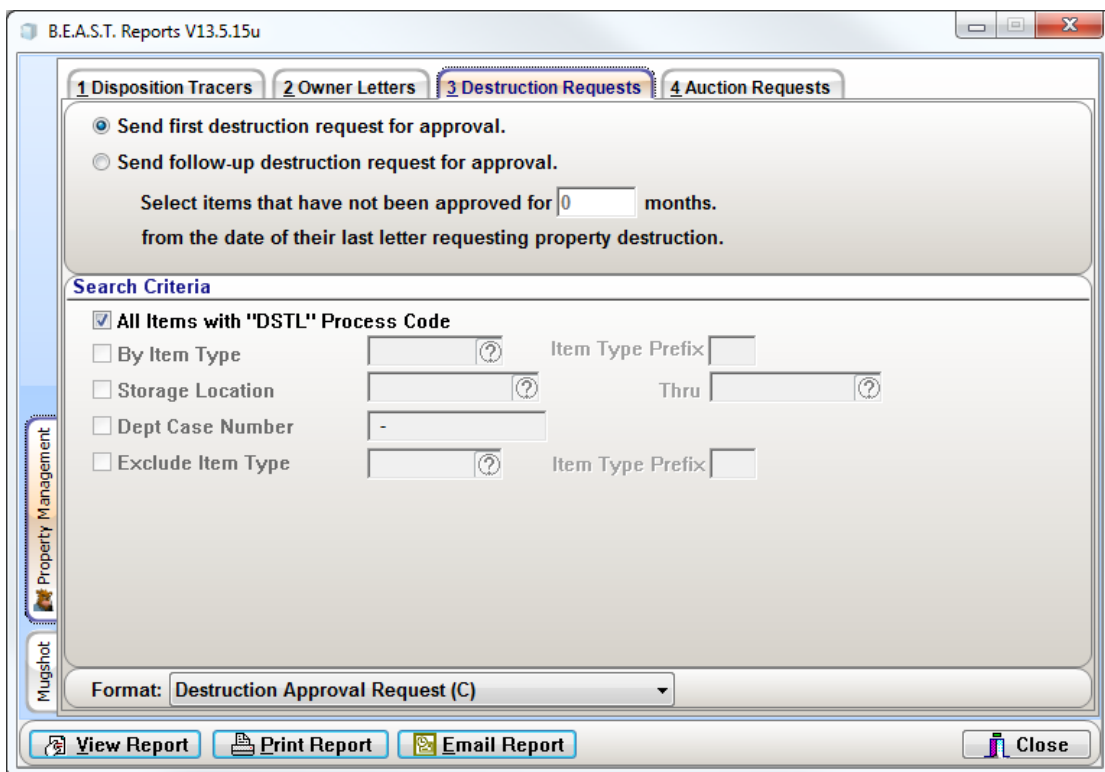 B.E.A.S.T. Reports V13.5.15u
1 Disposition Tracers 2 Owner Letters 3 Destruction Requests 4 Auction Requests
Send first destruction request for approval.
Send follow-up destruction request for approval.
Select items that have not been approved for 0 months.
from the date of their last letter requesting property destruction.
Search Criteria
All Items with "DSTL" Process Code
By Item Type Item Type Prefix
Storage Location Thru
Dept Case Number -
Exclude Item Type Item Type Prefix
Property Management
Mugshot
Format: Destruction Approval Request (C)
View Report Print Report Email Report Close